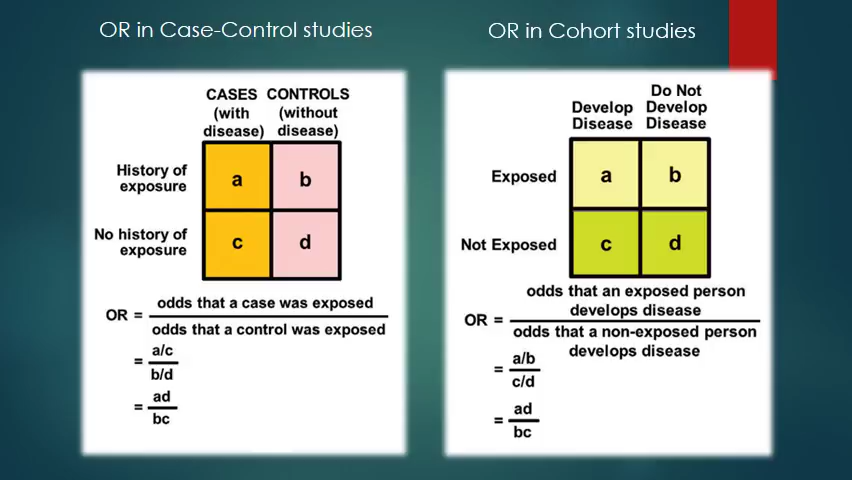 OR in Case-Control studies
CASES CONTROLS
(with (without
disease) disease)
History of
exposure
a b
No history of
exposure
c d
OR = odds that a case was exposed
odds that a control was exposed
= a/c
b/d
= ad
bc
OR in Cohort studies
Do Not
Develop Develop
Disease Disease
Exposed a b
Not Exposed c d
odds that an exposed person
develops disease
OR =
odds that a non-exposed person
develops disease
= a/b
c/d
= ad
bc